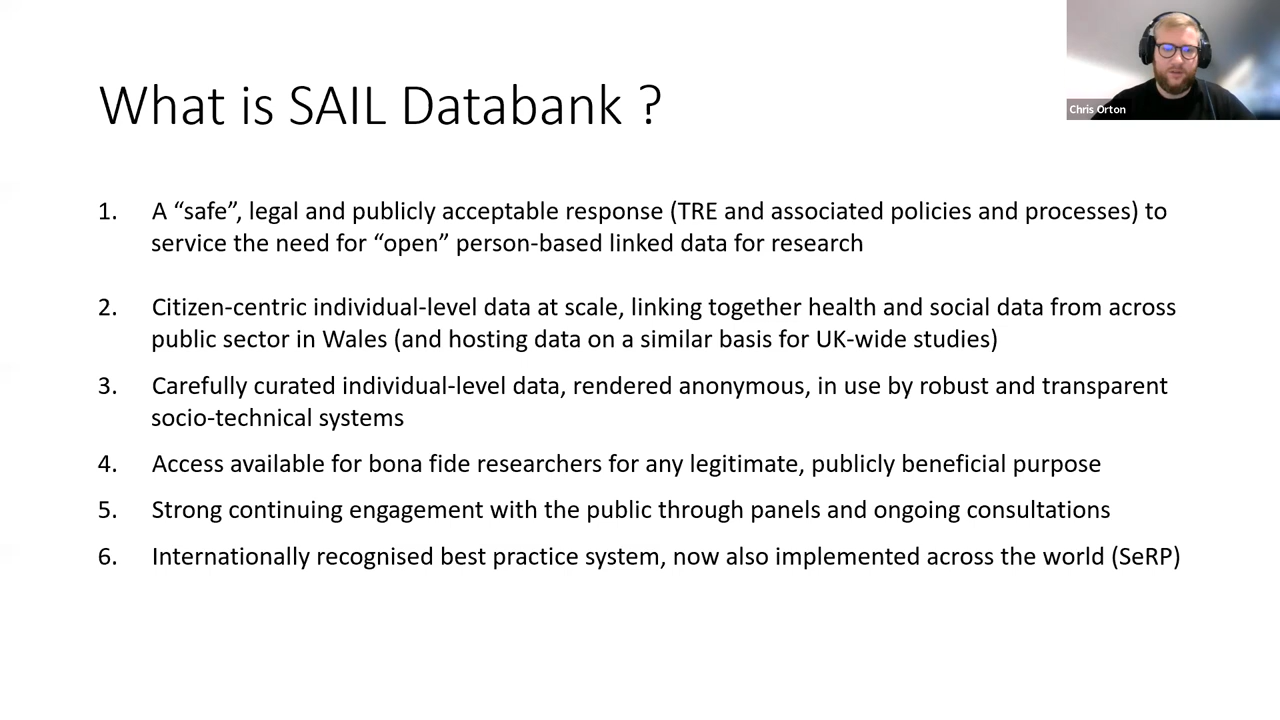 What is SAIL Databank ?
Chris Orton
1. A “safe”, legal and publicly acceptable response (TRE and associated policies and processes) to
service the need for “open” person-based linked data for research
2. Citizen-centric individual-level data at scale, linking together health and social data from across
public sector in Wales (and hosting data on a similar basis for UK-wide studies)
3. Carefully curated individual-level data, rendered anonymous, in use by robust and transparent
socio-technical systems
4. Access available for bona fide researchers for any legitimate, publicly beneficial purpose
5. Strong continuing engagement with the public through panels and ongoing consultations
6. Internationally recognised best practice system, now also implemented across the world (SeRP)